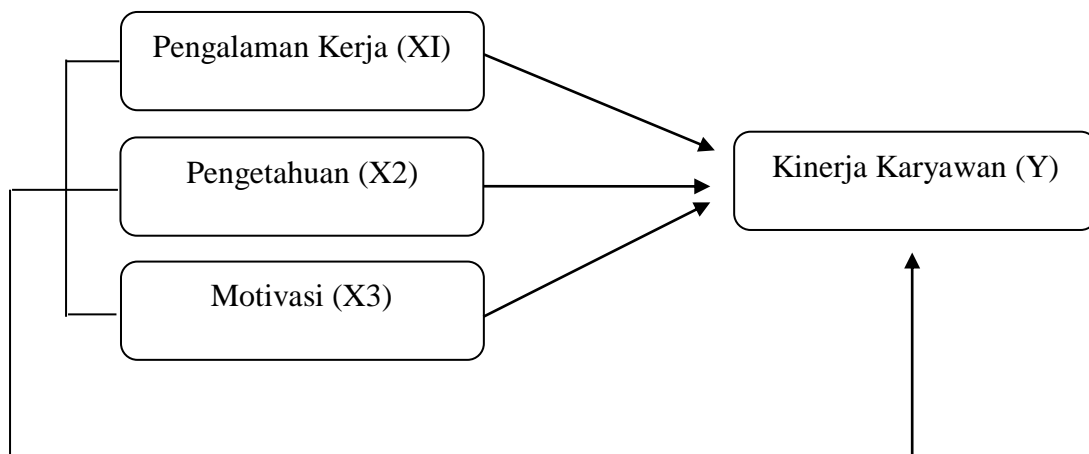 Pengalaman Kerja (XI)
Pengetahuan (X2)
Kinerja Karyawan (Y)
Motivasi (X3)